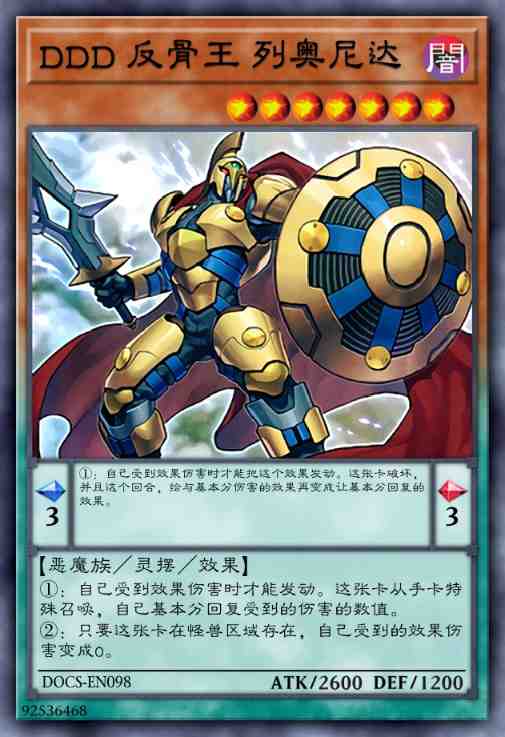 DDD 反骨王 列奥尼达
闇
①：自己受到效果伤害时才能把这个效果发动。这张卡破坏，
并且这个回合，给与基本分伤害的效果再变成让基本分回复的
效果。
3
3
【恶魔族／灵摆／效果】
①：自己受到效果伤害时才能发动。这张卡从手卡特
殊召唤，自己基本分回复受到的伤害的数值。
②：只要这张卡在怪兽区域存在，自己受到的效果伤
害变成0。
DOCS-EN098
ATK/2600 DEF/1200
92536468